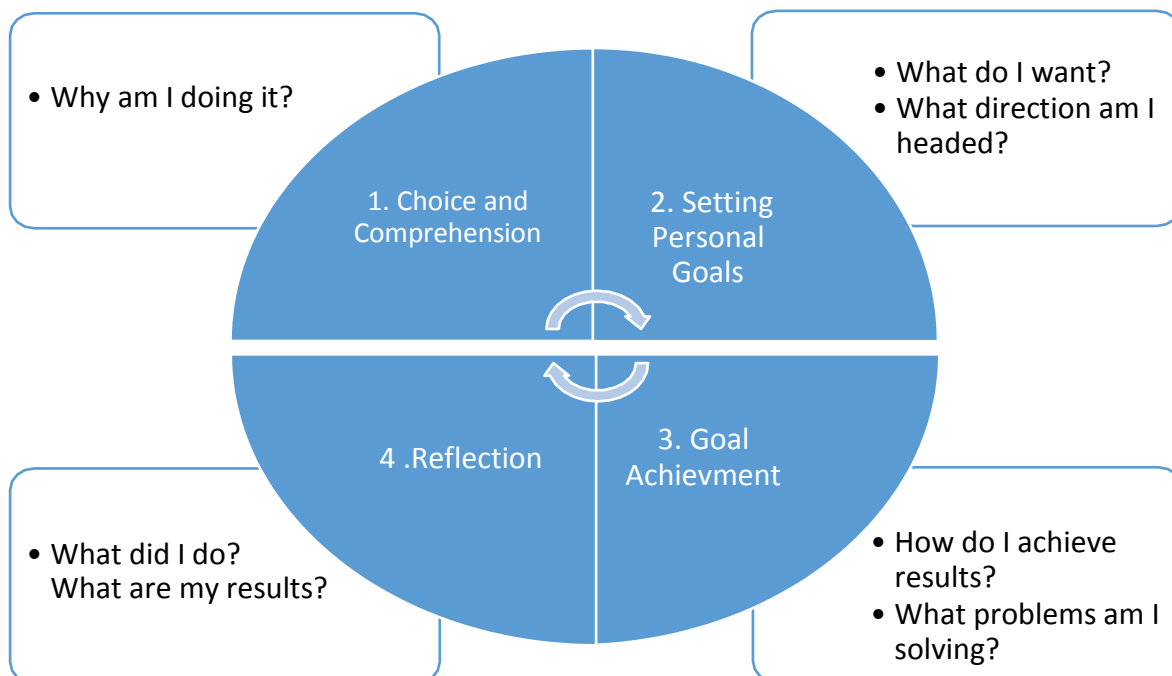 • Why am I doing it?
• What do I want?
• What direction am I
headed?
1. Choice and
Comprehension
2. Setting
Personal
Goals
4 .Reflection
3. Goal
Achievment
• What did I do?
What are my results?
• How do I achieve
results?
• What problems am I
solving?